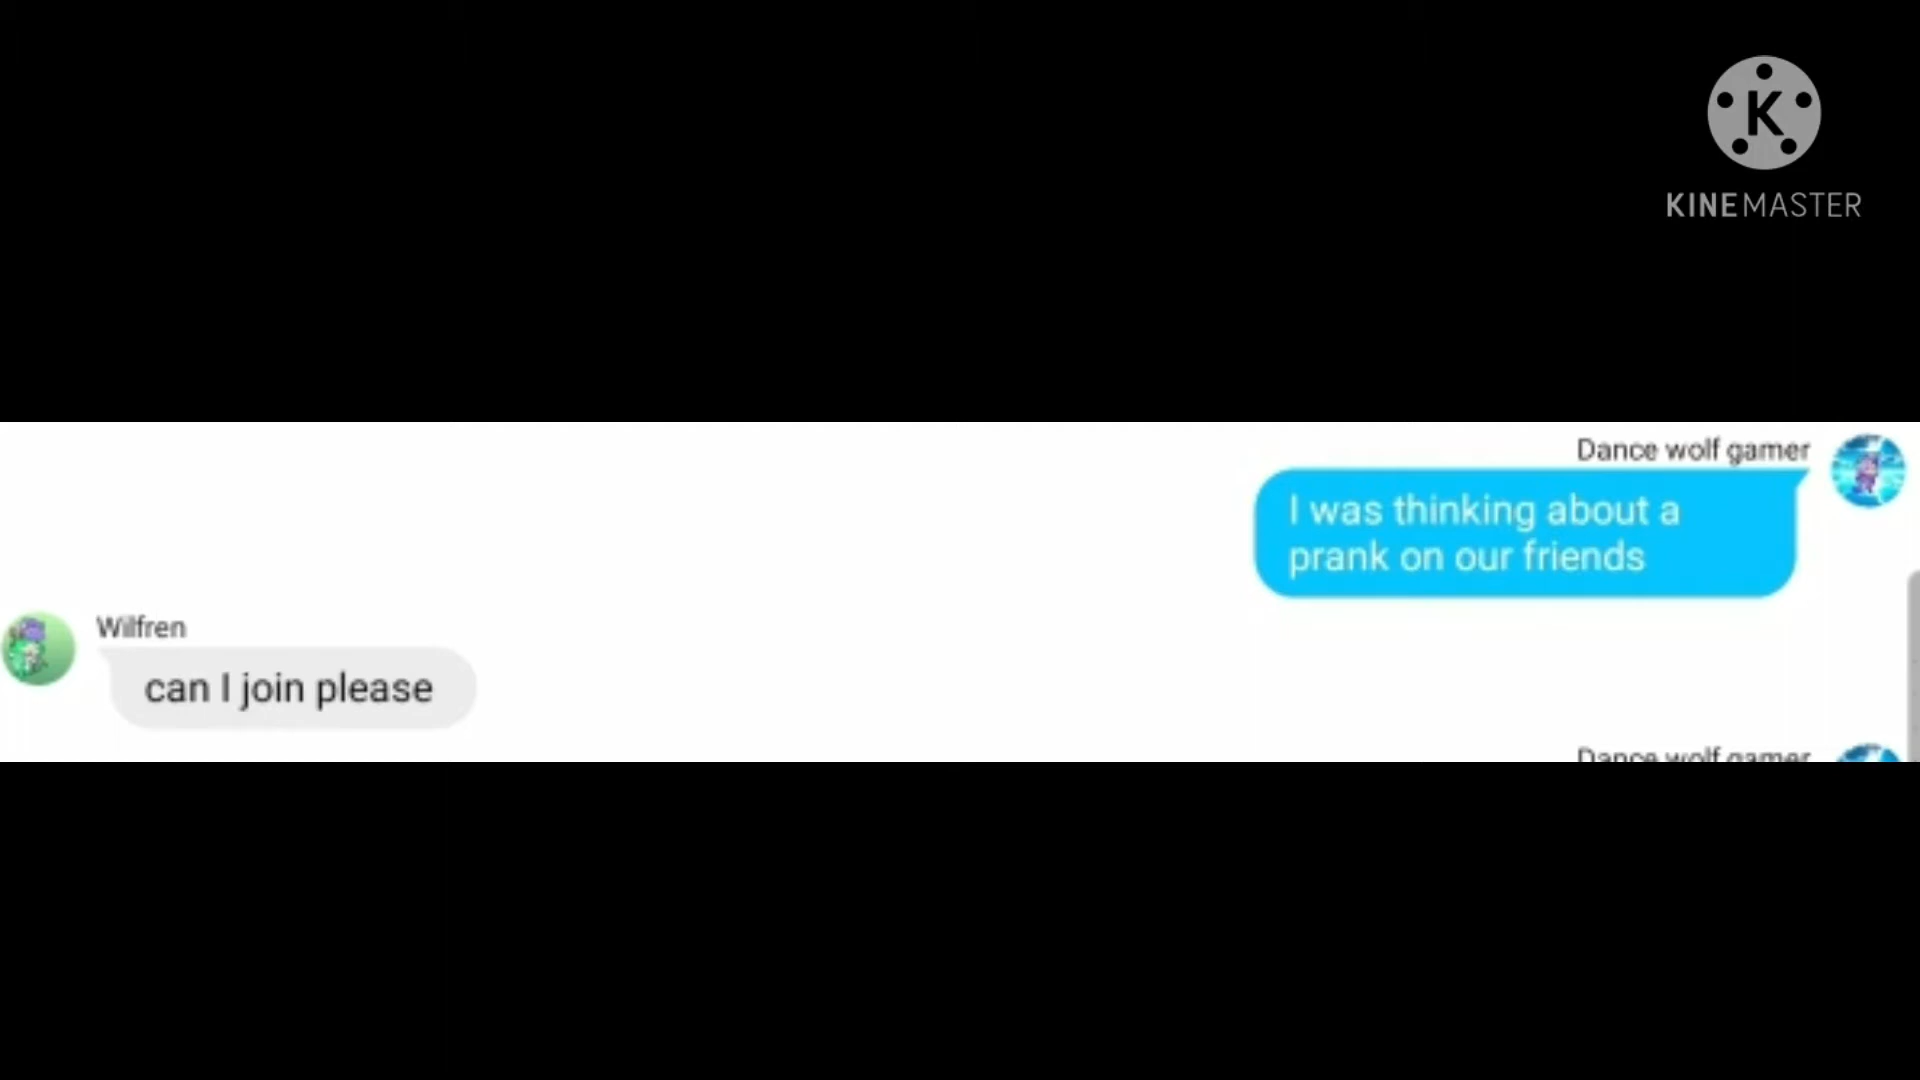 K
KINEMASTER
Dance wolf gamer
I was thinking about a
prank on our friends
Wilfren
can I join please
Dance wolf gamer